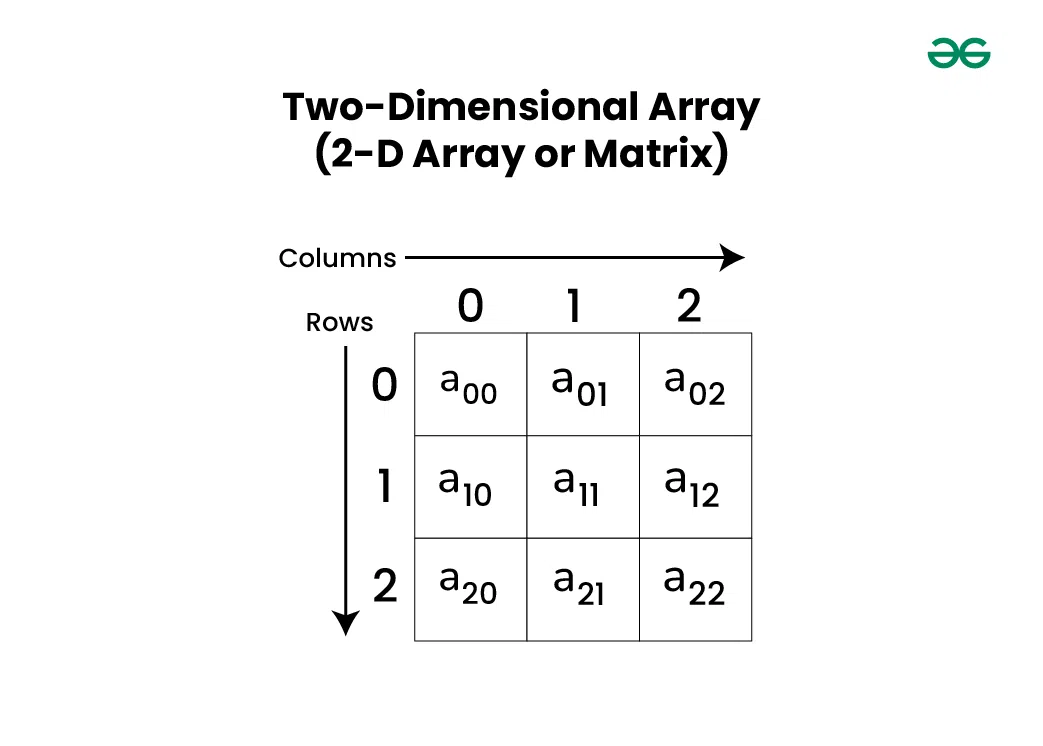 Two-Dimensional Array
(2-D Array or Matrix)
Columns
0 1 2
Rows
0 a00 a01 a02
1 a10 a11 a12
2 a20 a21 a22